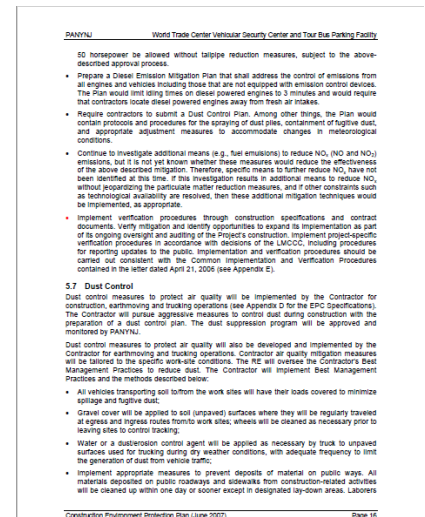 PANYNJ World Trade Center Vehicular Security Center and Tour Bus Parking Facility
50 horsepower be allowed without tailpipe reduction measures, subject to the above-
described approval process.
• Prepare a Diesel Emission Mitigation Plan that shall address the control of emissions from
all engines and vehicles including those that are not equipped with emission control devices.
The Plan would limit idling times on diesel powered engines to 3 minutes and would require
that contractors locate diesel powered engines away from fresh air intakes.
• Require contractors to submit a Dust Control Plan. Among other things, the Plan would
contain protocols and procedures for the spraying of dust piles, containment of fugitive dust,
and appropriate adjustment measures to accommodate changes in meteorological
conditions.
• Continue to investigate additional means (e.g., fuel emulsions) to reduce NOx (NO and NO2)
emissions, but it is not yet known whether these measures would reduce the effectiveness
of the above described mitigation. Therefore, specific means to further reduce NOx have not
been identified at this time. If this investigation results in additional means to reduce NOx
without jeopardizing the particulate matter reduction measures, and if other constraints such
as technological availability are resolved, then these additional mitigation techniques would
be implemented, as appropriate.
• Implement verification procedures through construction specifications and contract
documents. Verify mitigation and identify opportunities to expand its implementation as part
of its ongoing oversight and auditing of the Project's construction. Implement project-specific
verification procedures in accordance with decisions of the LMCCC, including procedures
for reporting updates to the public. Implementation and verification procedures should be
carried out consistent with the Common Implementation and Verification Procedures
contained in the letter dated April 21, 2006 (see Appendix E).
5.7 Dust Control
Dust control measures to protect air quality will be implemented by the Contractor for
construction, earthmoving and trucking operations (see Appendix D for the EPC Specifications).
The Contractor will pursue aggressive measures to control dust during construction with the
preparation of a dust control plan. The dust suppression program will be approved and
monitored by PANYNJ.
Dust control measures to protect air quality will also be developed and implemented by the
Contractor for earthmoving and trucking operations. Contractor air quality mitigation measures
will be tailored to the specific work-site conditions. The RE will oversee the Contractor's Best
Management Practices to reduce dust. The Contractor will implement Best Management
Practices and the methods described below:
• All vehicles transporting soil to/from the work sites will have their loads covered to minimize
spillage and fugitive dust;
• Gravel cover will be applied to soil (unpaved) surfaces where they will be regularly traveled
at egress and ingress routes from/to work sites; wheels will be cleaned as necessary prior to
leaving sites to control tracking;
• Water or a dust/erosion control agent will be applied as necessary by truck to unpaved
surfaces used for trucking during dry weather conditions, with adequate frequency to limit
the generation of dust from vehicle traffic;
• Implement appropriate measures to prevent deposits of material on public ways. All
materials deposited on public roadways and sidewalks from construction-related activities
will be cleaned up within one day or sooner except in designated lay-down areas. Laborers
Construction Environment Protection Plan (June 2007) Page 16